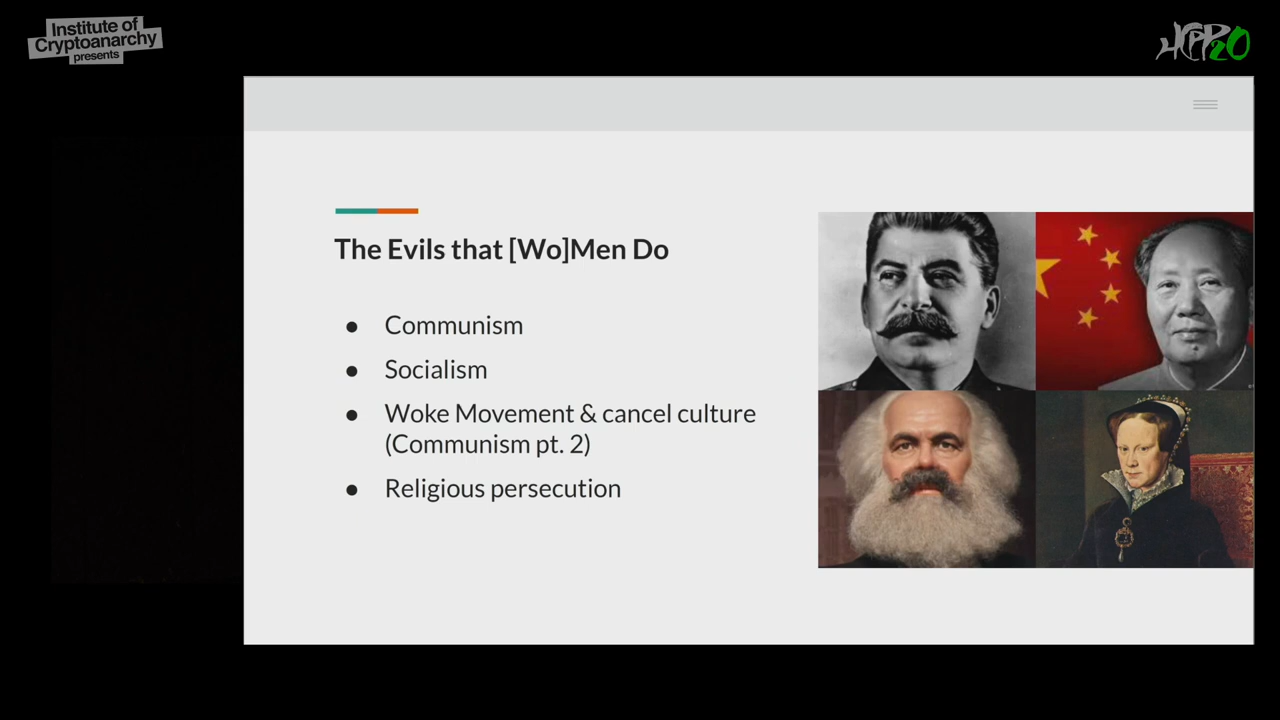 Institute of
Cryptoanarchy
presents
HCPP20
The Evils that [Wo]Men Do
● Communism
● Socialism
● Woke Movement & cancel culture
(Communism pt. 2)
● Religious persecution